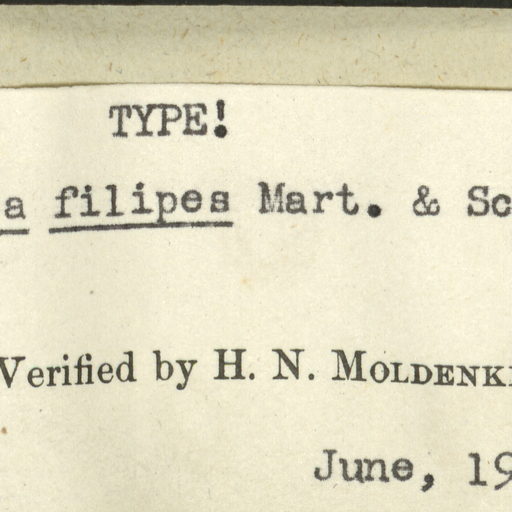 TYPE!
a filipes Mart. & Sc
Verified by H. N. MOLDENK
June, 19